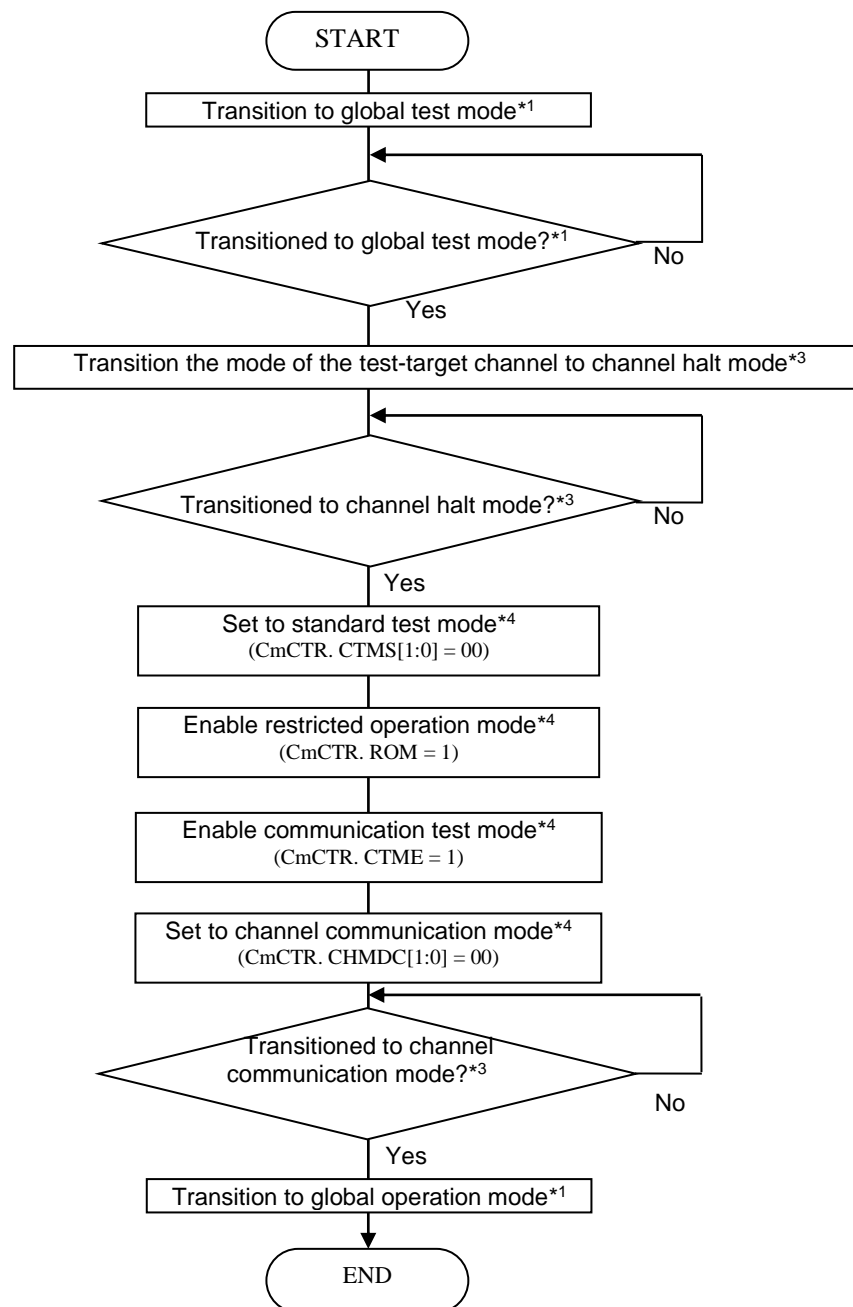 START
Transition to global test mode*1
Transitioned to global test mode?*1
No
Yes
Transition the mode of the test-target channel to channel halt mode*3
Transitioned to channel halt mode?*3
No
Yes
Set to standard test mode*4
(CmCTR. CTMS[1:0] = 00)
Enable restricted operation mode*4
(CmCTR. ROM = 1)
Enable communication test mode*4
(CmCTR. CTME = 1)
Set to channel communication mode*4
(CmCTR. CHMDC[1:0] = 00)
Transitioned to channel
communication mode?*3
No
Yes
Transition to global operation mode*1
END